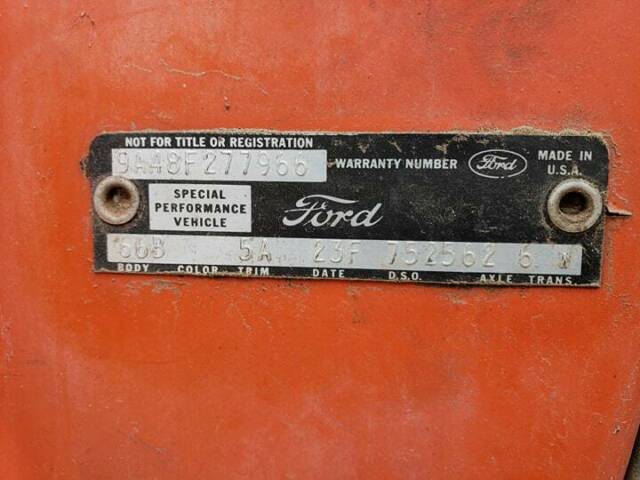 NOT FOR TITLE OR REGISTRATION
9A48F277966 WARRANTY NUMBER Ford MADE IN U.S.A.
SPECIAL PERFORMANCE VEHICLE
Ford
66B 5A 23F 752562 6 W
BODY COLOR TRIM DATE D.S.O. AXLE TRANS.